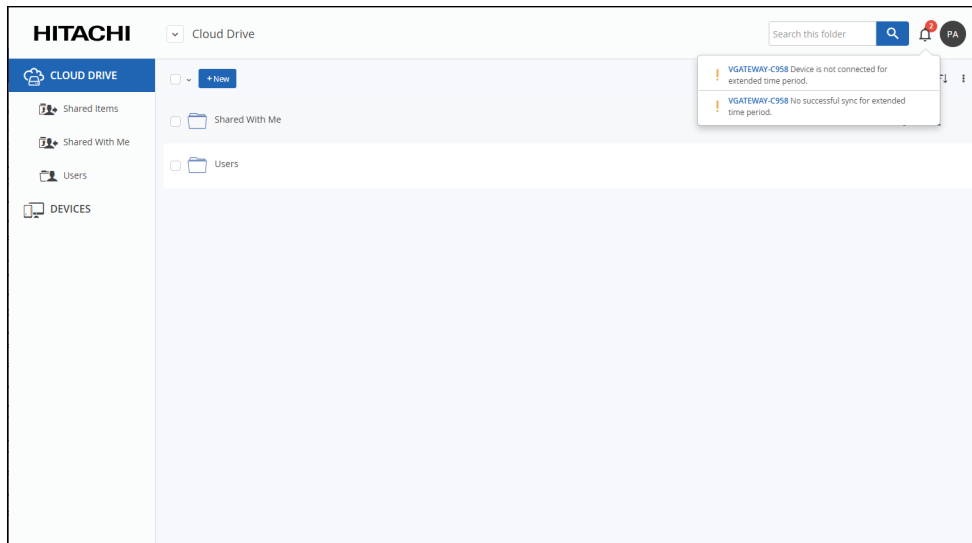 HITACHI
Cloud Drive
Search this folder
2
PA
CLOUD DRIVE
+ New
VGATEWAY-C958 Device is not connected for
extended time period.
VGATEWAY-C958 No successful sync for extended
time period.
Shared Items
Shared With Me
Shared With Me
Users
Users
DEVICES